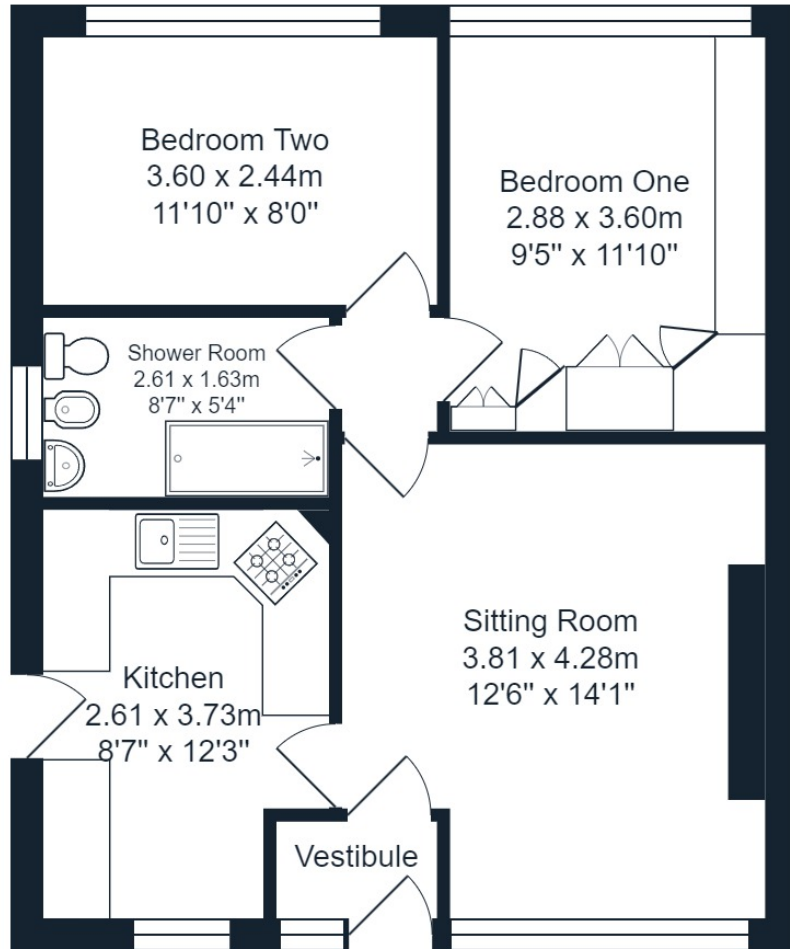 Bedroom Two
3.60 x 2.44m
11'10" x 8'0"
Bedroom One
2.88 x 3.60m
9'5" x 11'10"
Shower Room
2.61 x 1.63m
8'7" x 5'4"
Sitting Room
3.81 x 4.28m
12'6" x 14'1"
Kitchen
2.61 x 3.73m
8'7" x 12'3"
Vestibule